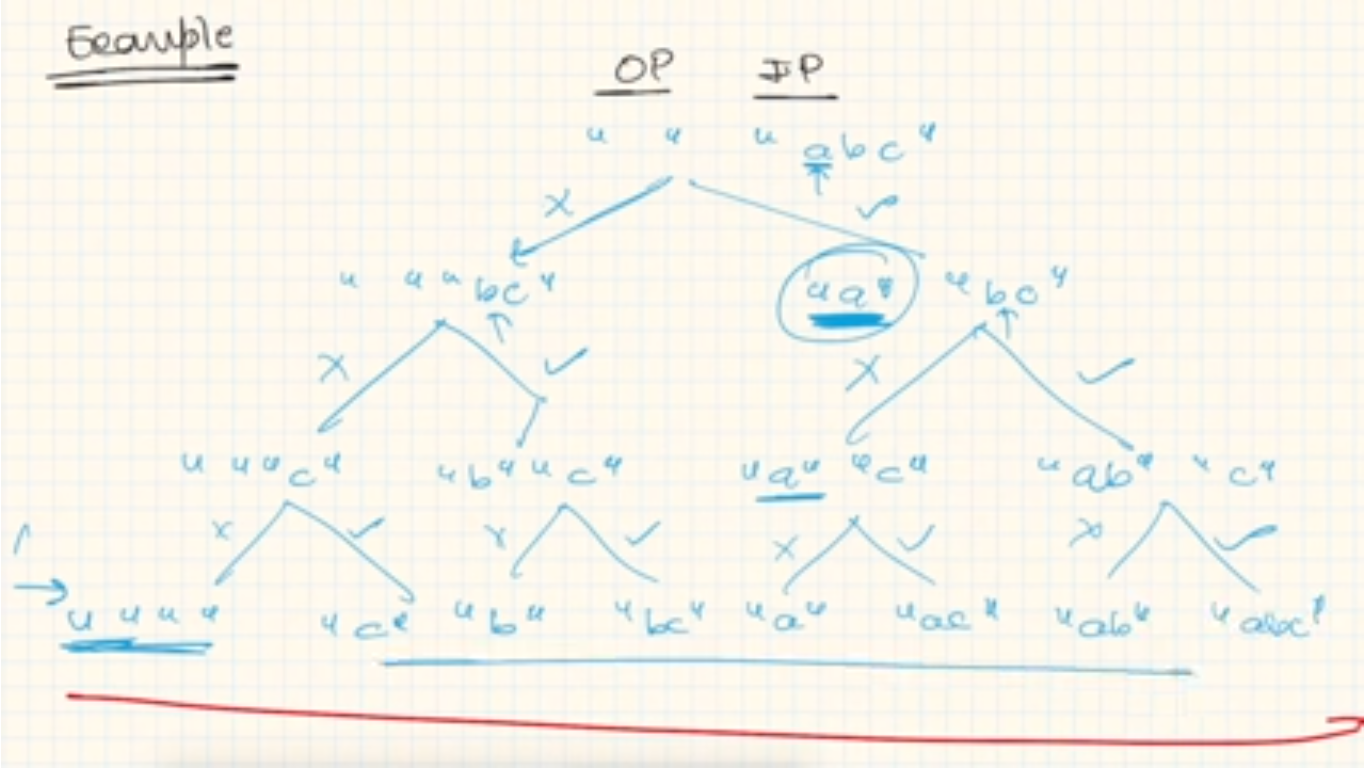 Example
OP IP
" " "abc"
X ✓
" " "bc" "a" "bc"
X ✓ X ✓
" " "c" "b" "c" "a" "c" "ab" "c"
X ✓ X ✓ X ✓ X ✓
" " " " "c" "b" "bc" "a" "ac" "ab" "abc"